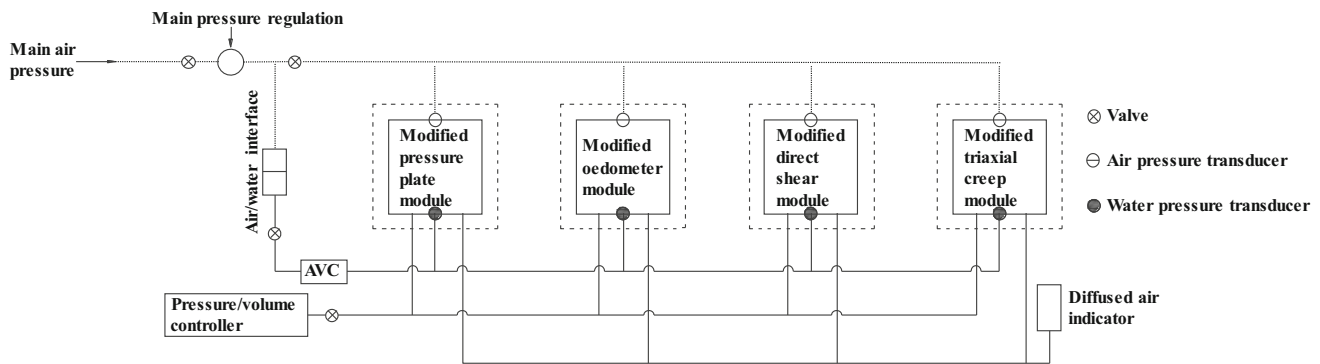 Main pressure regulation
Main air
pressure
Air/water interface
Modified
pressure
plate
module
Modified
oedometer
module
Modified
direct
shear
module
Modified
triaxial
creep
module
Valve
Air pressure transducer
Water pressure transducer
AVC
Pressure/volume
controller
Diffused air
indicator